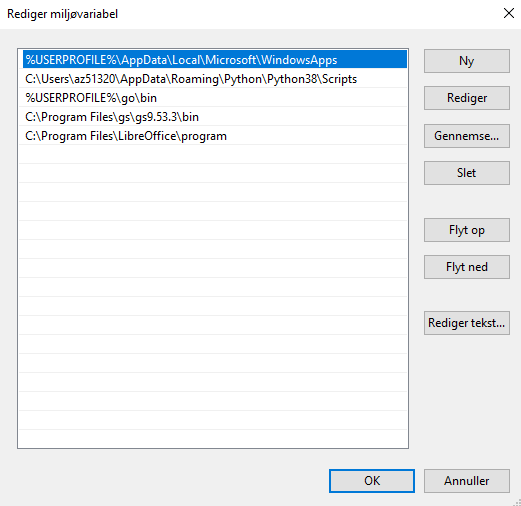 Rediger miljøvariabel
%USERPROFILE%\AppData\Local\Microsoft\WindowsApps
C:\Users\az51320\AppData\Roaming\Python\Python38\Scripts
%USERPROFILE%\go\bin
C:\Program Files\gs\gs9.53.3\bin
C:\Program Files\LibreOffice\program
Ny
Rediger
Gennemse...
Slet
Flyt op
Flyt ned
Rediger tekst...
OK
Annuller